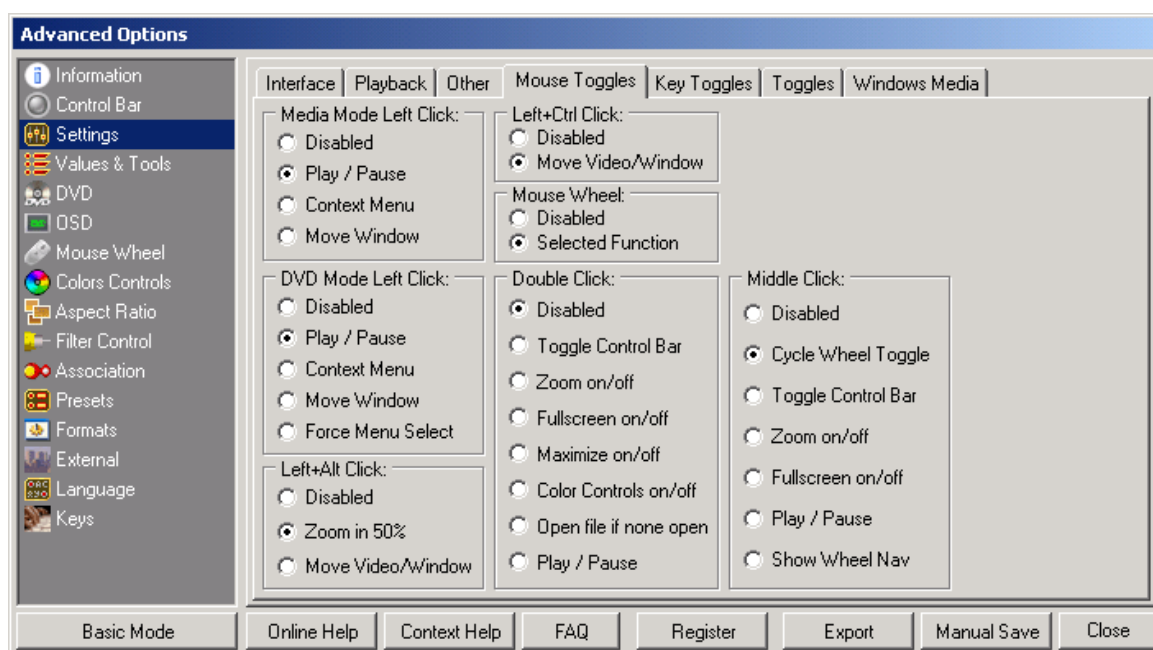 Advanced Options
Information
Control Bar
Settings
Values & Tools
DVD
OSD
Mouse Wheel
Colors Controls
Aspect Ratio
Filter Control
Association
Presets
Formats
External
Language
Keys
Interface Playback Other Mouse Toggles Key Toggles Toggles Windows Media
Media Mode Left Click:
Disabled
Play / Pause
Context Menu
Move Window
Left+Ctrl Click:
Disabled
Move Video/Window
Mouse Wheel:
Disabled
Selected Function
DVD Mode Left Click:
Disabled
Play / Pause
Context Menu
Move Window
Force Menu Select
Left+Alt Click:
Disabled
Zoom in 50%
Move Video/Window
Double Click:
Disabled
Toggle Control Bar
Zoom on/off
Fullscreen on/off
Maximize on/off
Color Controls on/off
Open file if none open
Play / Pause
Middle Click:
Disabled
Cycle Wheel Toggle
Toggle Control Bar
Zoom on/off
Fullscreen on/off
Play / Pause
Show Wheel Nav
Basic Mode Online Help Context Help FAQ Register Export Manual Save Close